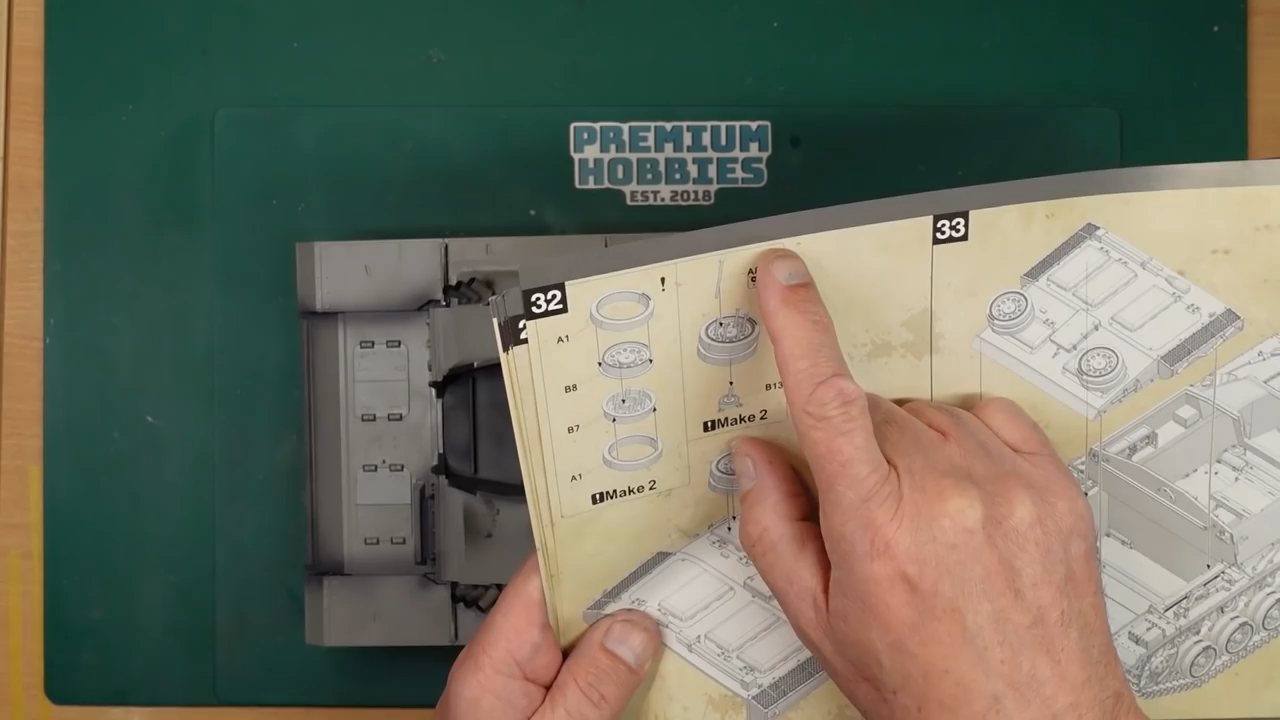 PREMIUM
HOBBIES
EST. 2018
32
!
A1
B8
B7
A1
!Make 2
B13
!Make 2
33